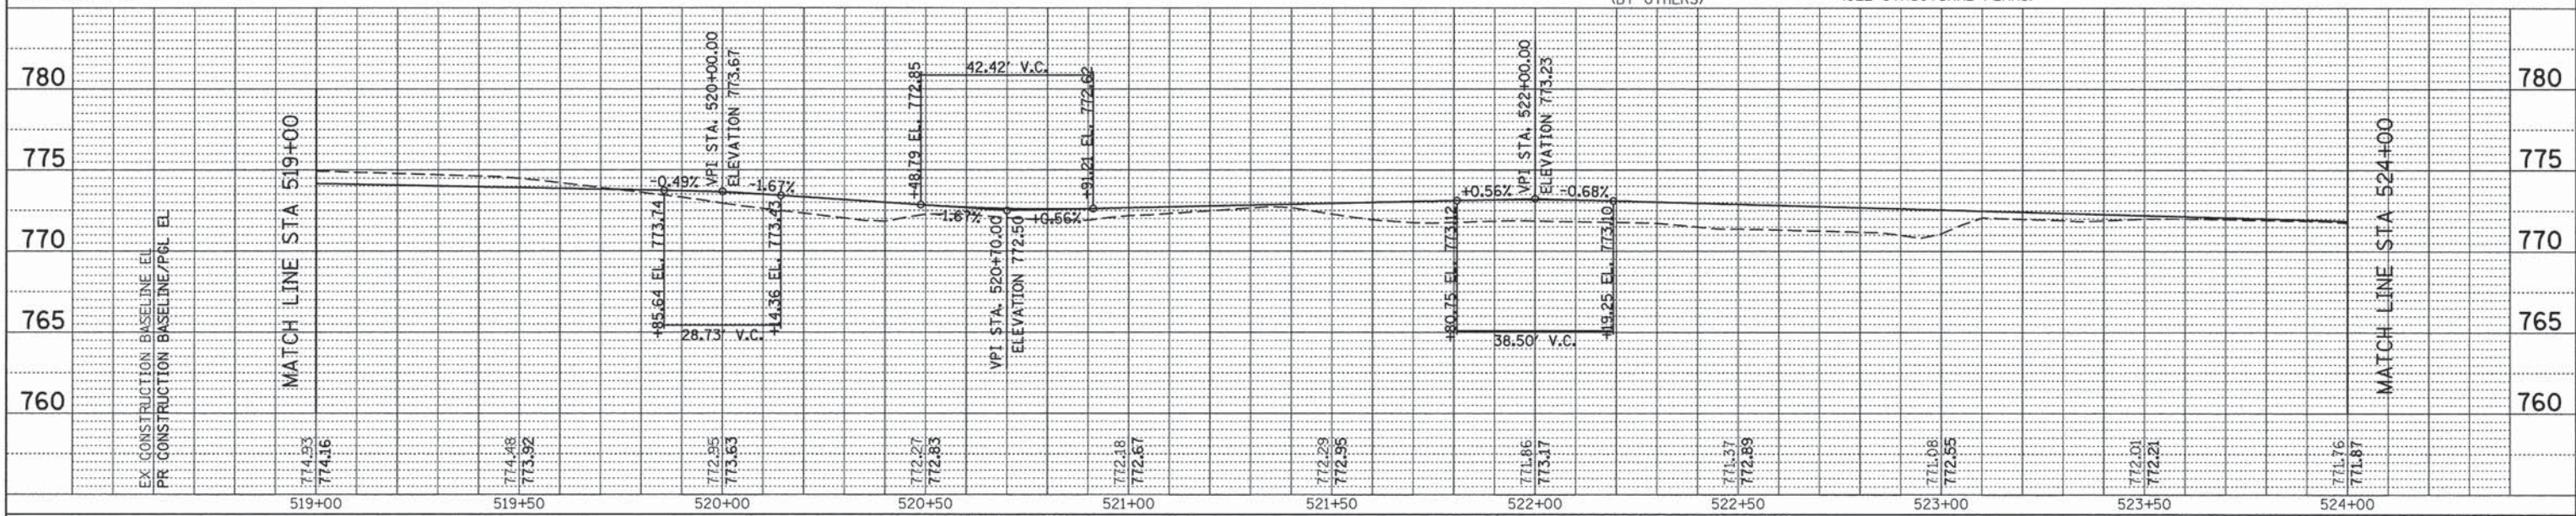 (BY OTHERS)
780
775
770
765
760
EX CONSTRUCTION BASELINE EL
PR CONSTRUCTION BASELINE/PGL EL
MATCH LINE STA 519+00
+85.64 EL. 773.74
-0.49%
VPI STA. 520+00.00
ELEVATION 773.67
-1.67%
+14.36 EL. 773.43
28.73' V.C.
+48.79 EL. 772.85
42.42' V.C.
+91.21 EL. 772.62
-1.67%
+0.56%
VPI STA. 520+70.00
ELEVATION 772.50
+80.75 EL. 773.12
+0.56%
VPI STA. 522+00.00
ELEVATION 773.23
-0.68%
+19.25 EL. 773.10
38.50' V.C.
MATCH LINE STA 524+00
780
775
770
765
760
774.93
774.16
774.48
773.92
772.95
773.63
772.27
772.83
772.18
772.67
772.29
772.95
771.86
773.17
771.37
772.89
771.08
772.55
772.01
772.21
771.76
771.87
519+00
519+50
520+00
520+50
521+00
521+50
522+00
522+50
523+00
523+50
524+00